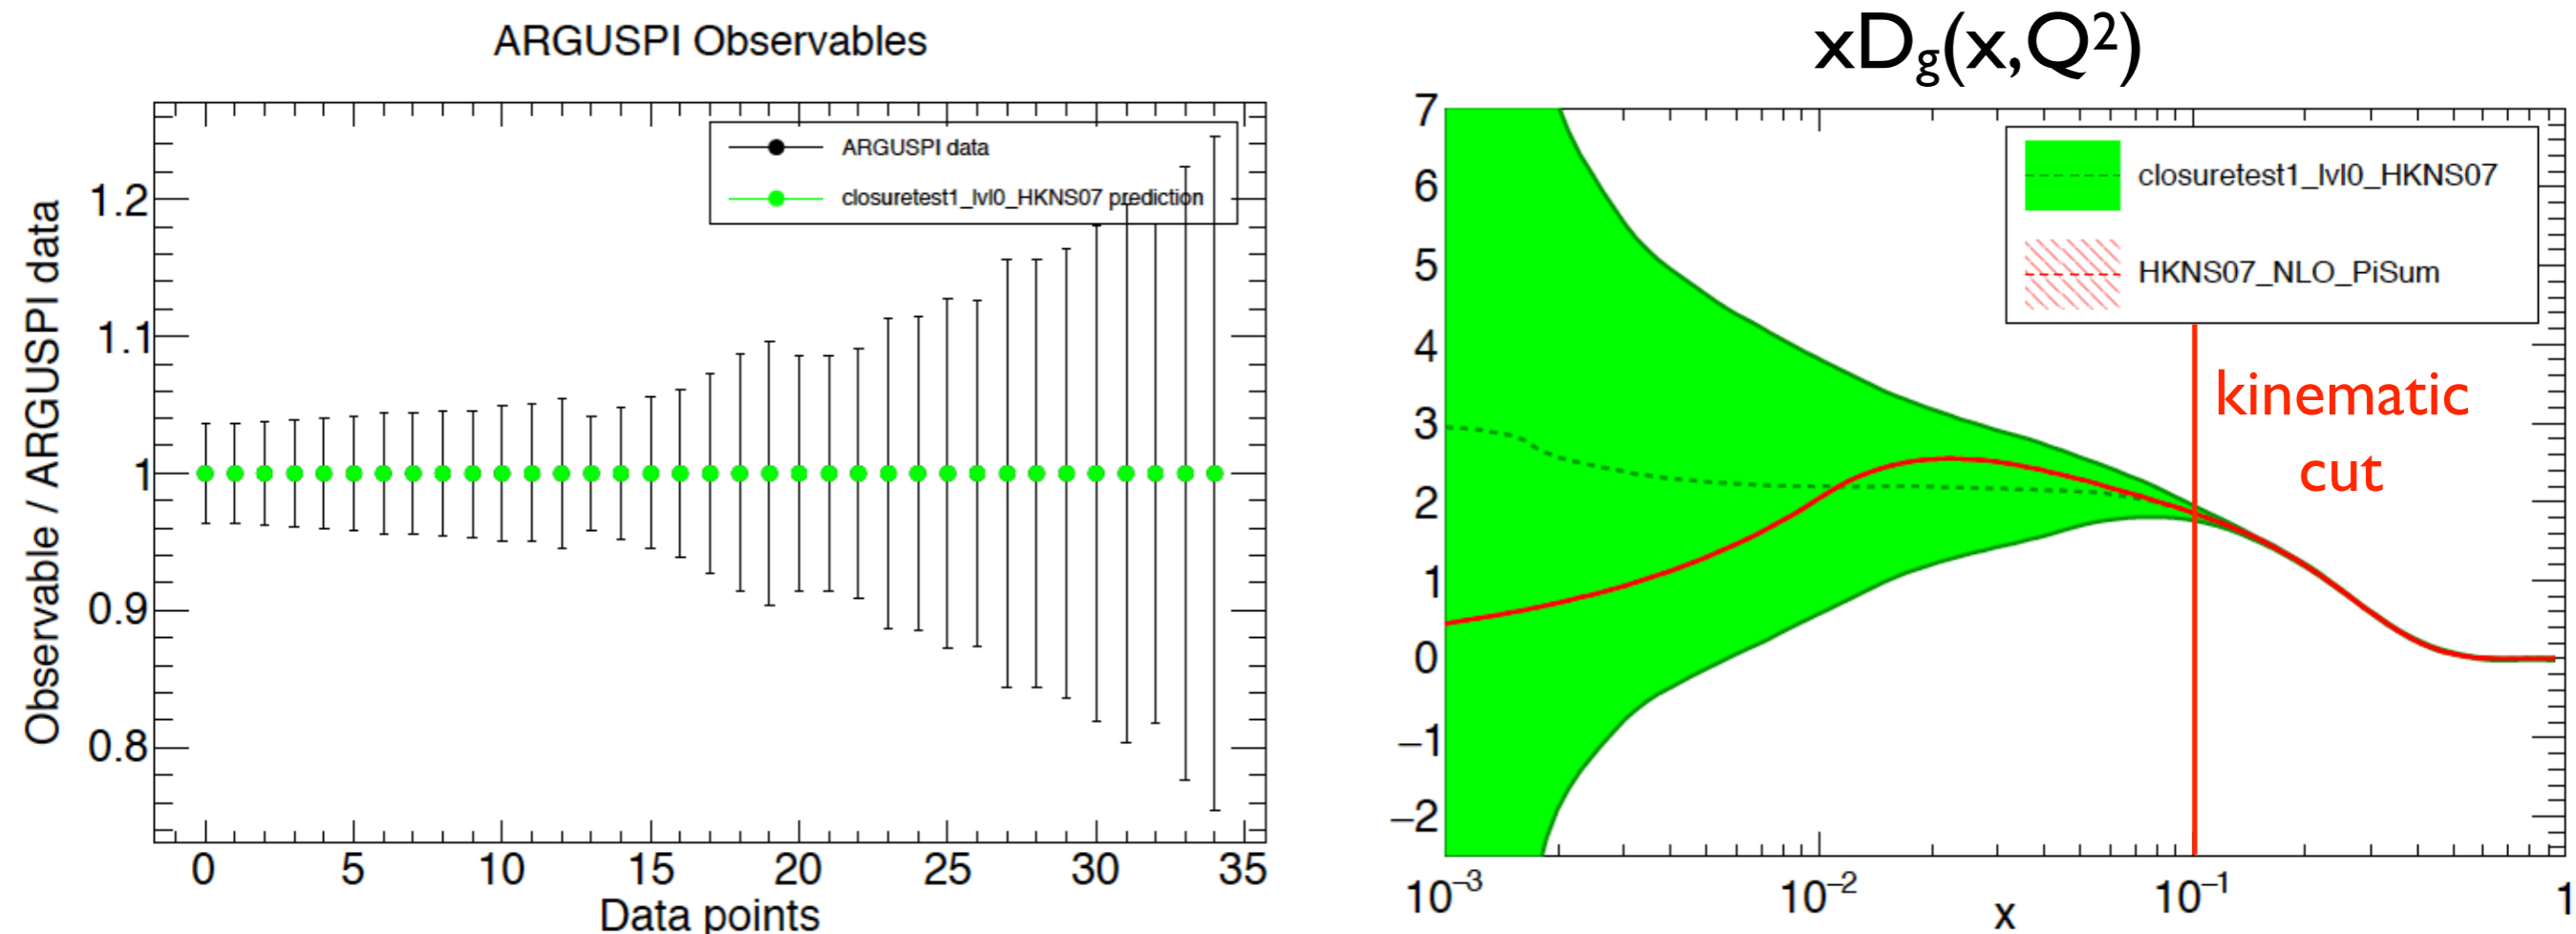 ARGUSPI Observables
Observable / ARGUSPI data
1.2
1.1
1
0.9
0.8
ARGUSPI data
closuretest1_lvl0_HKNS07 prediction
0 5 10 15 20 25 30 35
Data points
xD_g(x,Q²)
7
6
5
4
3
2
1
0
−1
−2
closuretest1_lvl0_HKNS07
HKNS07_NLO_PiSum
kinematic
cut
10⁻³ 10⁻² 10⁻¹ 1
x